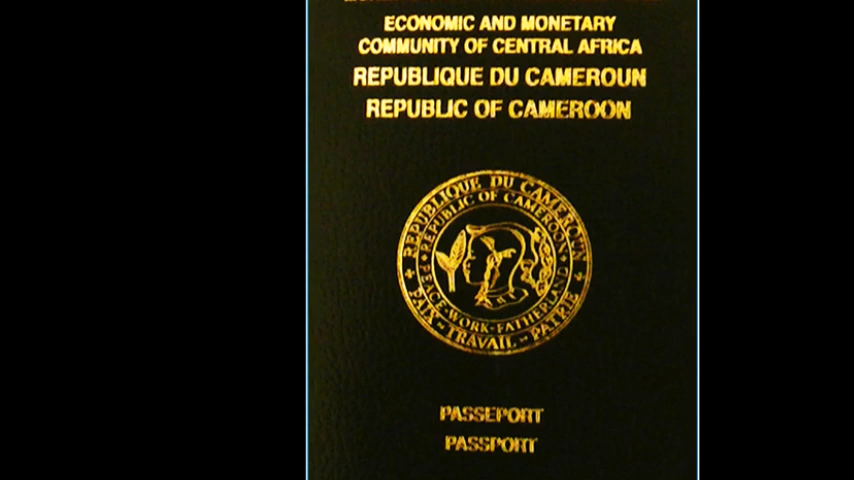 ECONOMIC AND MONETARY
COMMUNITY OF CENTRAL AFRICA
REPUBLIQUE DU CAMEROUN
REPUBLIC OF CAMEROON
REPUBLIQUE DU CAMEROUN
REPUBLIC OF CAMEROON
PEACE-WORK-FATHERLAND
PAIX - TRAVAIL - PATRIE
PASSEPORT
PASSPORT